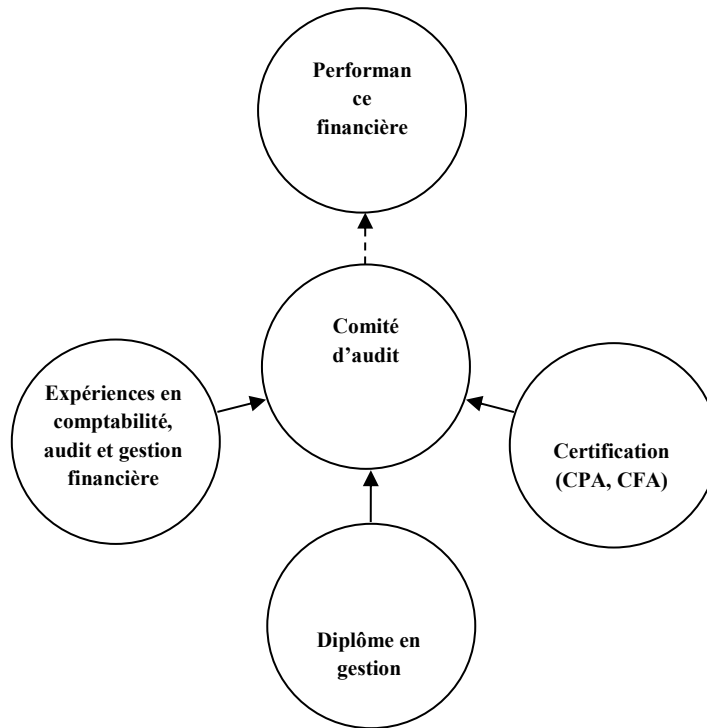 Performan
ce
financière
Comité
d’audit
Expériences en
comptabilité,
audit et gestion
financière
Certification
(CPA, CFA)
Diplôme en
gestion